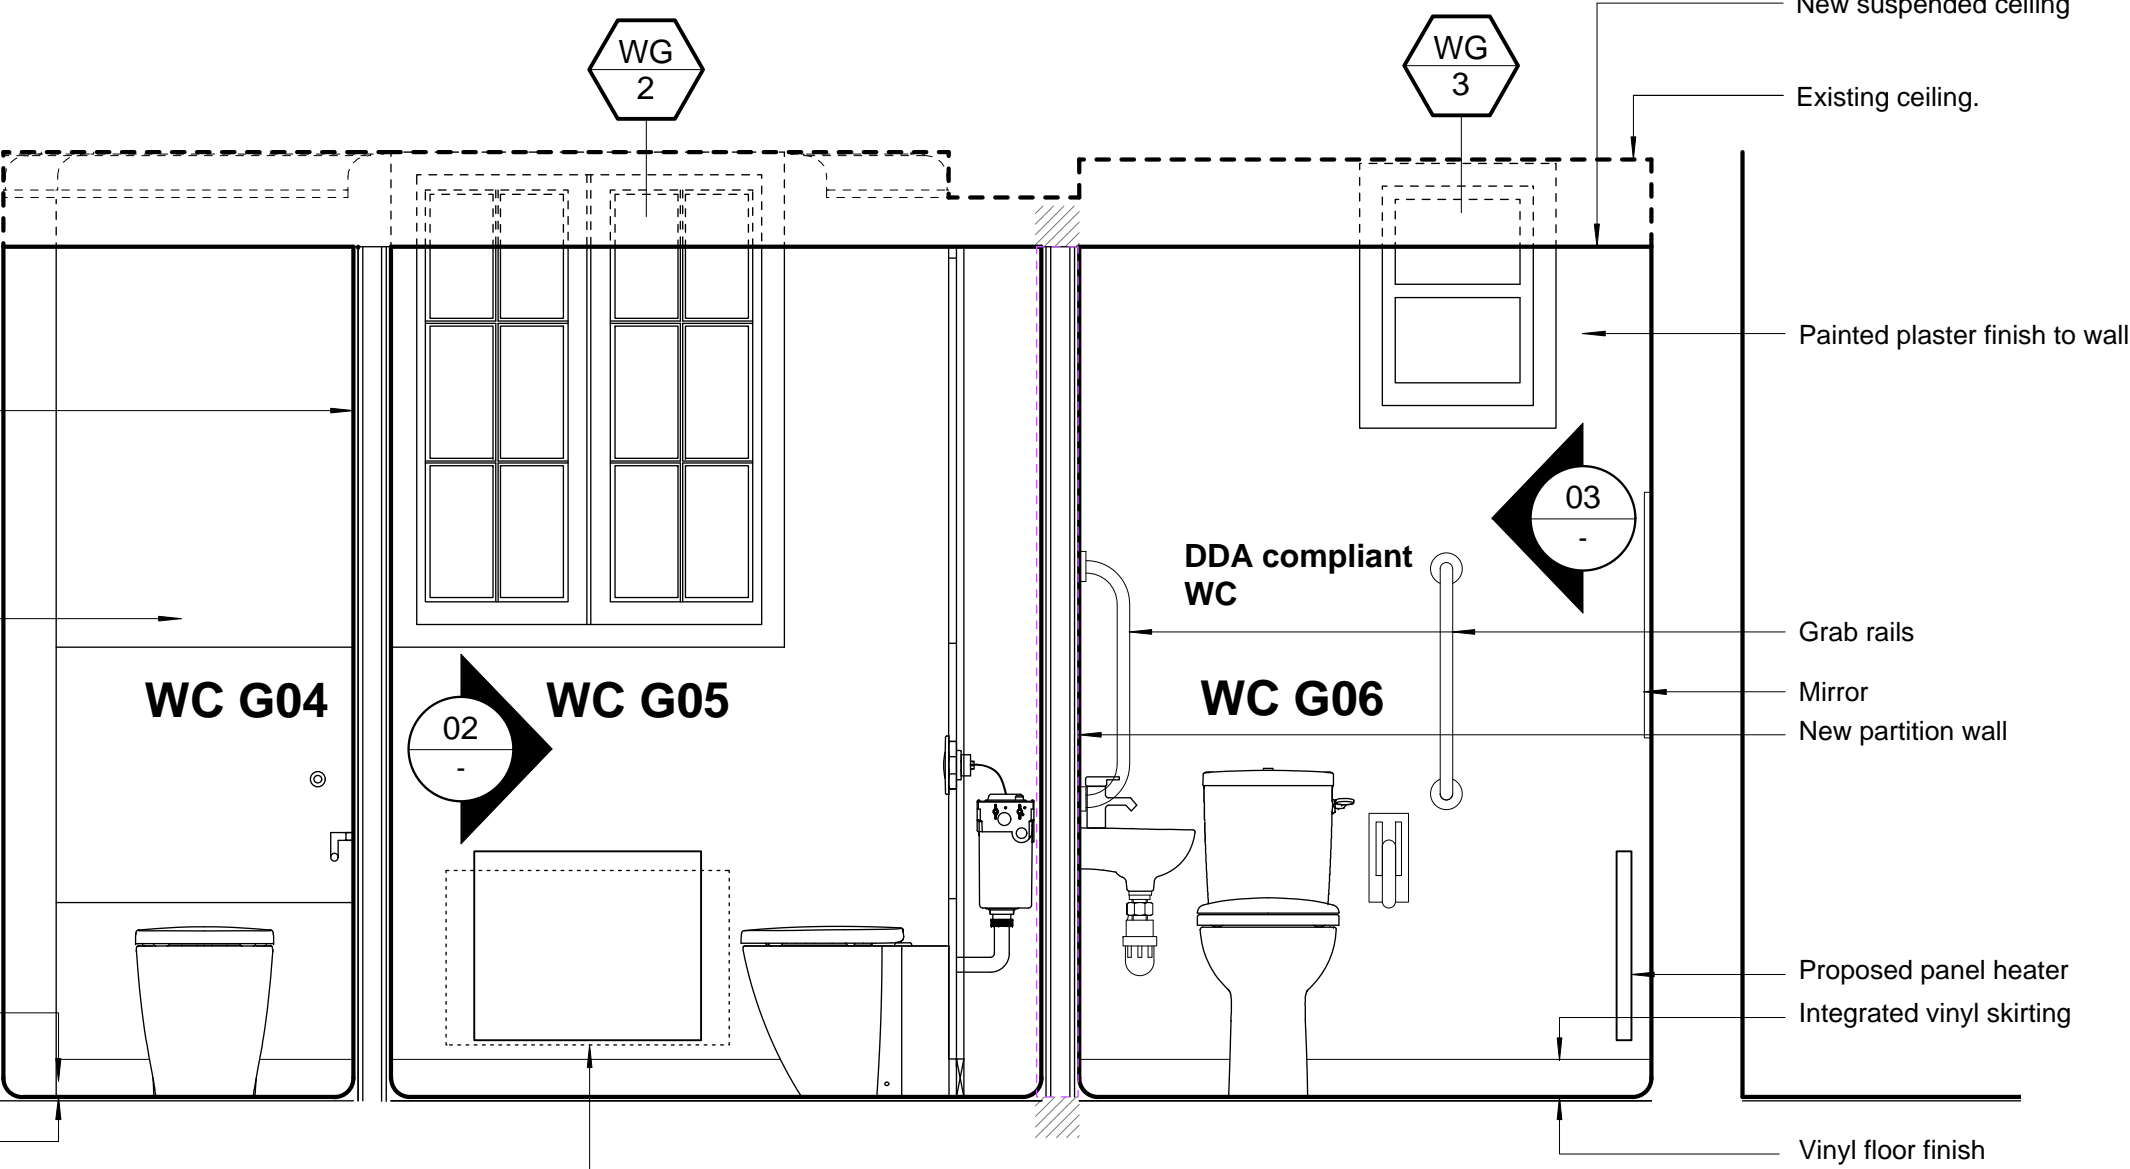 New suspended ceiling
WG
2
WG
3
Existing ceiling.
Painted plaster finish to wall
03
-
DDA compliant
WC
Grab rails
WC G04
02
-
WC G05
WC G06
Mirror
New partition wall
Proposed panel heater
Integrated vinyl skirting
Vinyl floor finish